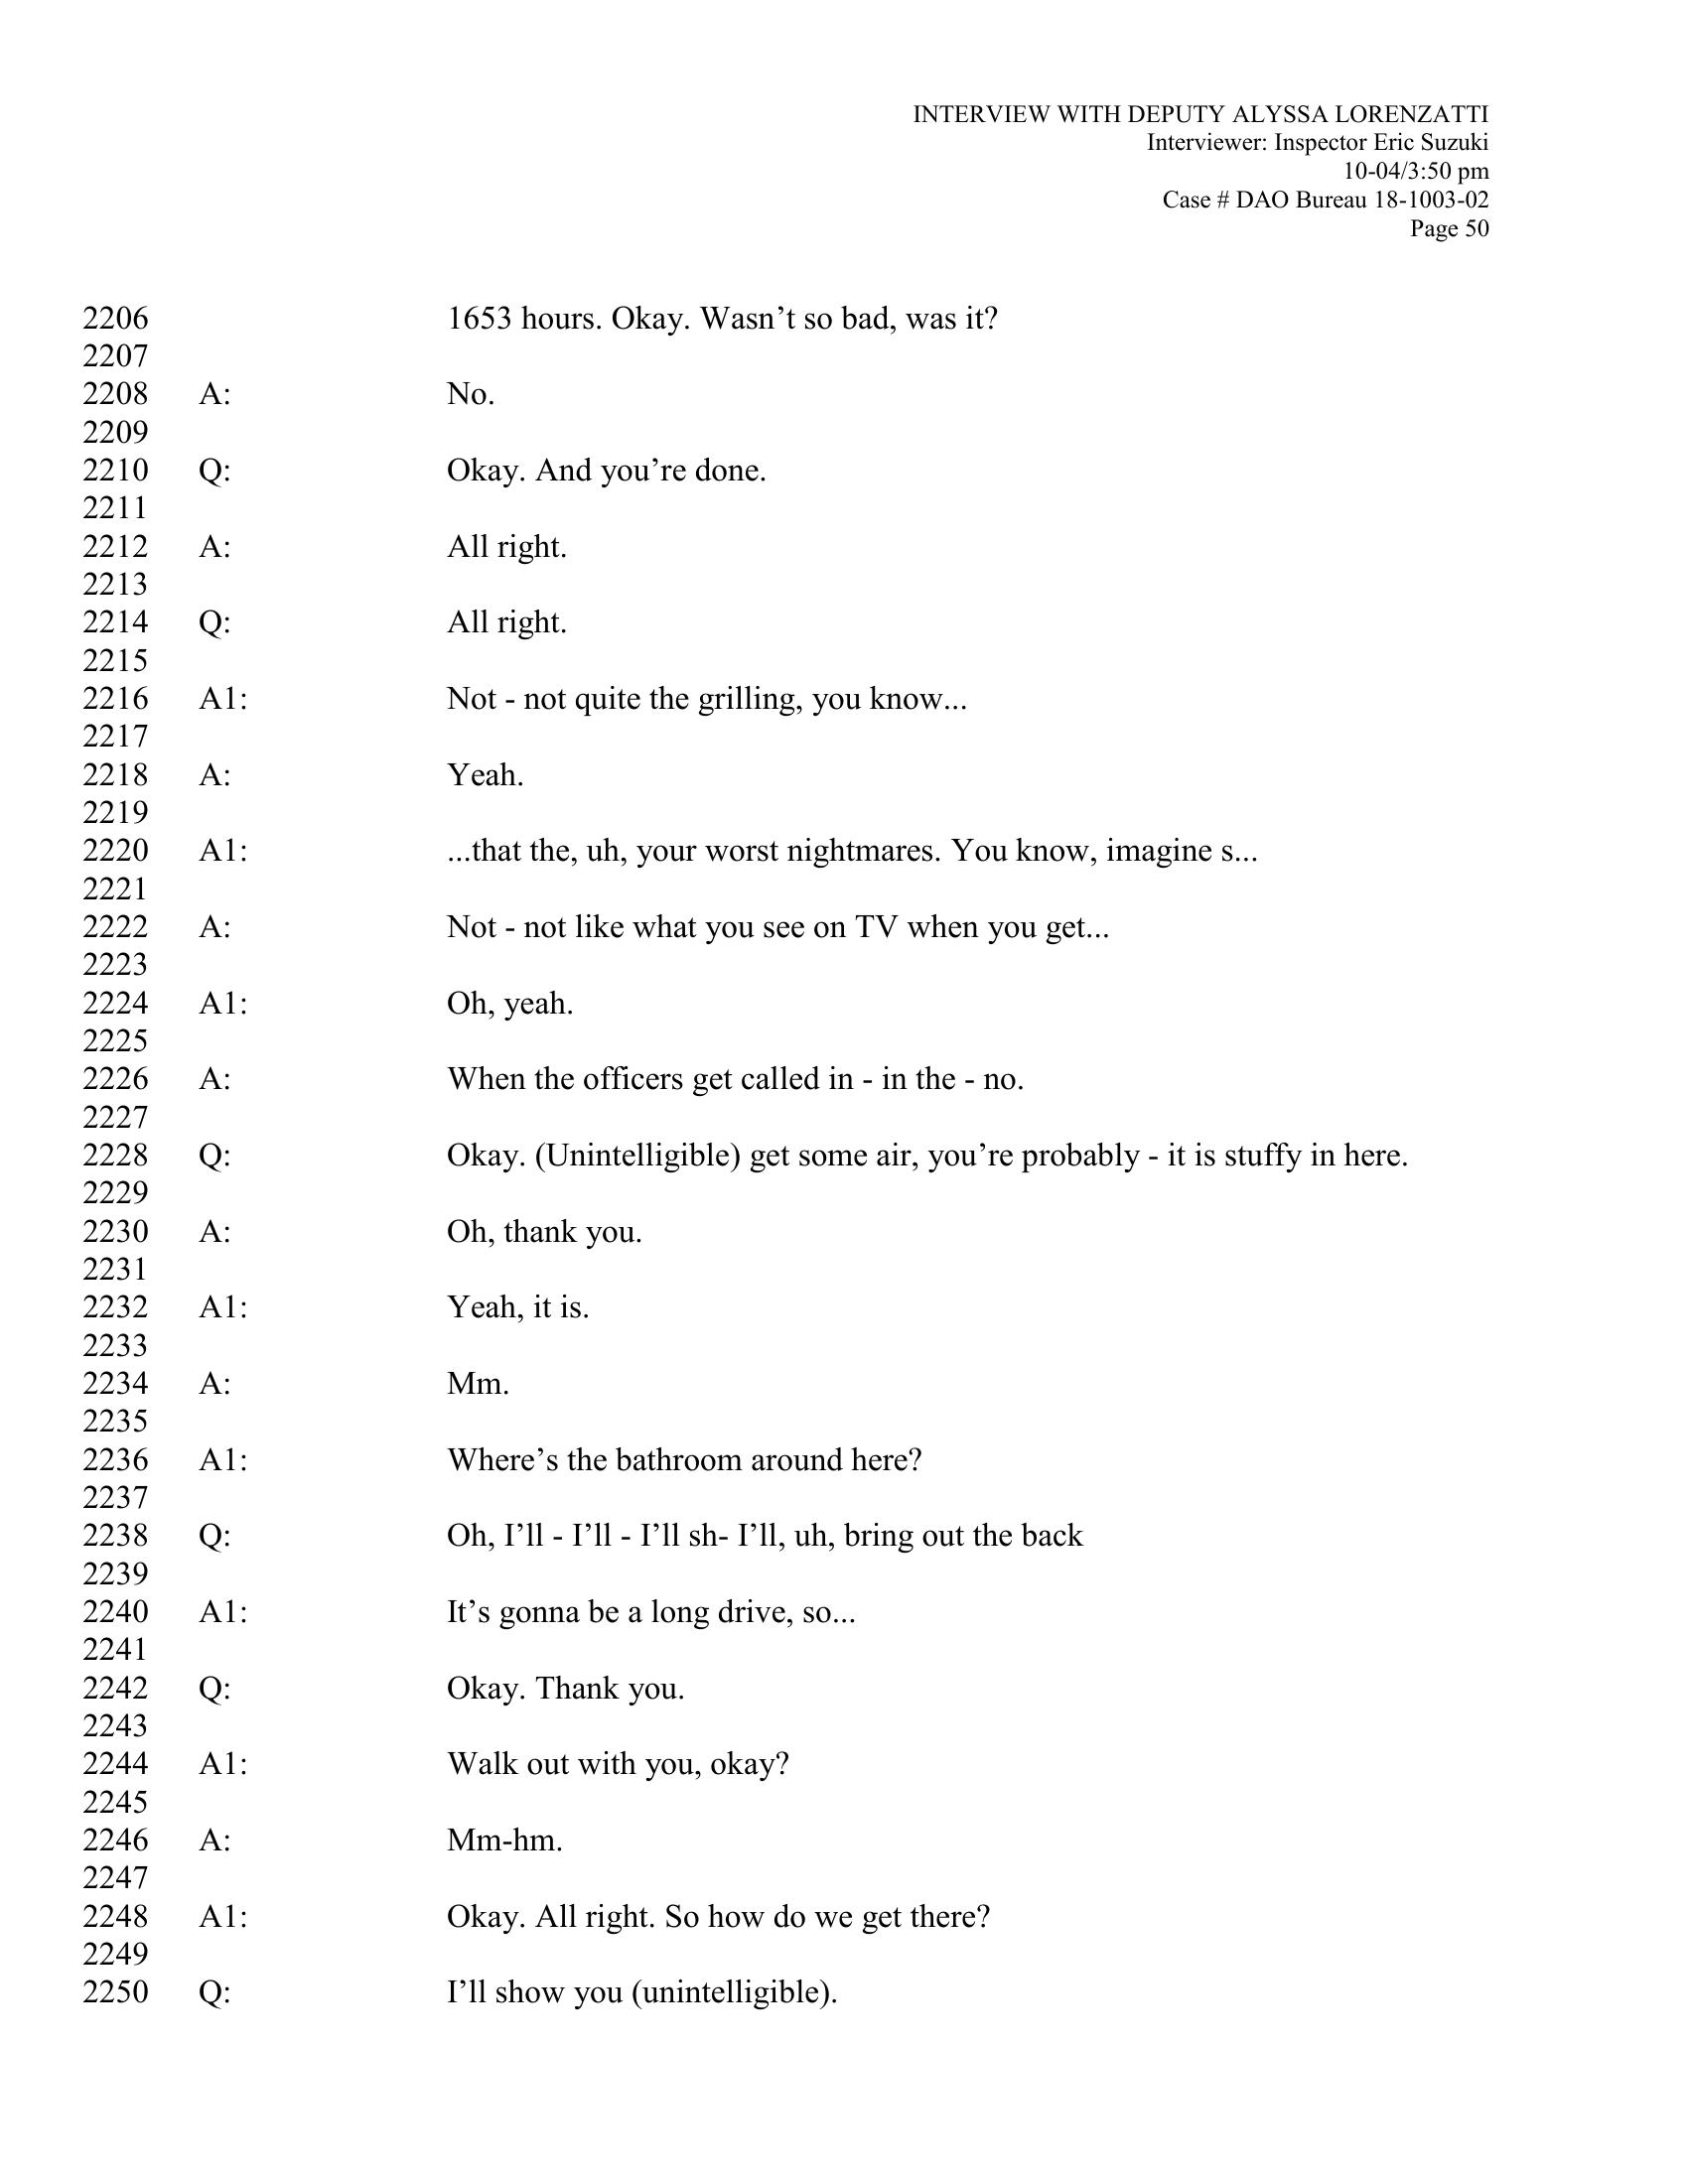 INTERVIEW WITH DEPUTY ALYSSA LORENZATTI
Interviewer: Inspector Eric Suzuki
10-04/3:50 pm
Case # DAO Bureau 18-1003-02
Page 50
2206 1653 hours. Okay. Wasn’t so bad, was it?
2207
2208 A: No.
2209
2210 Q: Okay. And you’re done.
2211
2212 A: All right.
2213
2214 Q: All right.
2215
2216 A1: Not - not quite the grilling, you know...
2217
2218 A: Yeah.
2219
2220 A1: ...that the, uh, your worst nightmares. You know, imagine s...
2221
2222 A: Not - not like what you see on TV when you get...
2223
2224 A1: Oh, yeah.
2225
2226 A: When the officers get called in - in the - no.
2227
2228 Q: Okay. (Unintelligible) get some air, you’re probably - it is stuffy in here.
2229
2230 A: Oh, thank you.
2231
2232 A1: Yeah, it is.
2233
2234 A: Mm.
2235
2236 A1: Where’s the bathroom around here?
2237
2238 Q: Oh, I’ll - I’ll - I’ll sh- I’ll, uh, bring out the back
2239
2240 A1: It’s gonna be a long drive, so...
2241
2242 Q: Okay. Thank you.
2243
2244 A1: Walk out with you, okay?
2245
2246 A: Mm-hm.
2247
2248 A1: Okay. All right. So how do we get there?
2249
2250 Q: I’ll show you (unintelligible).